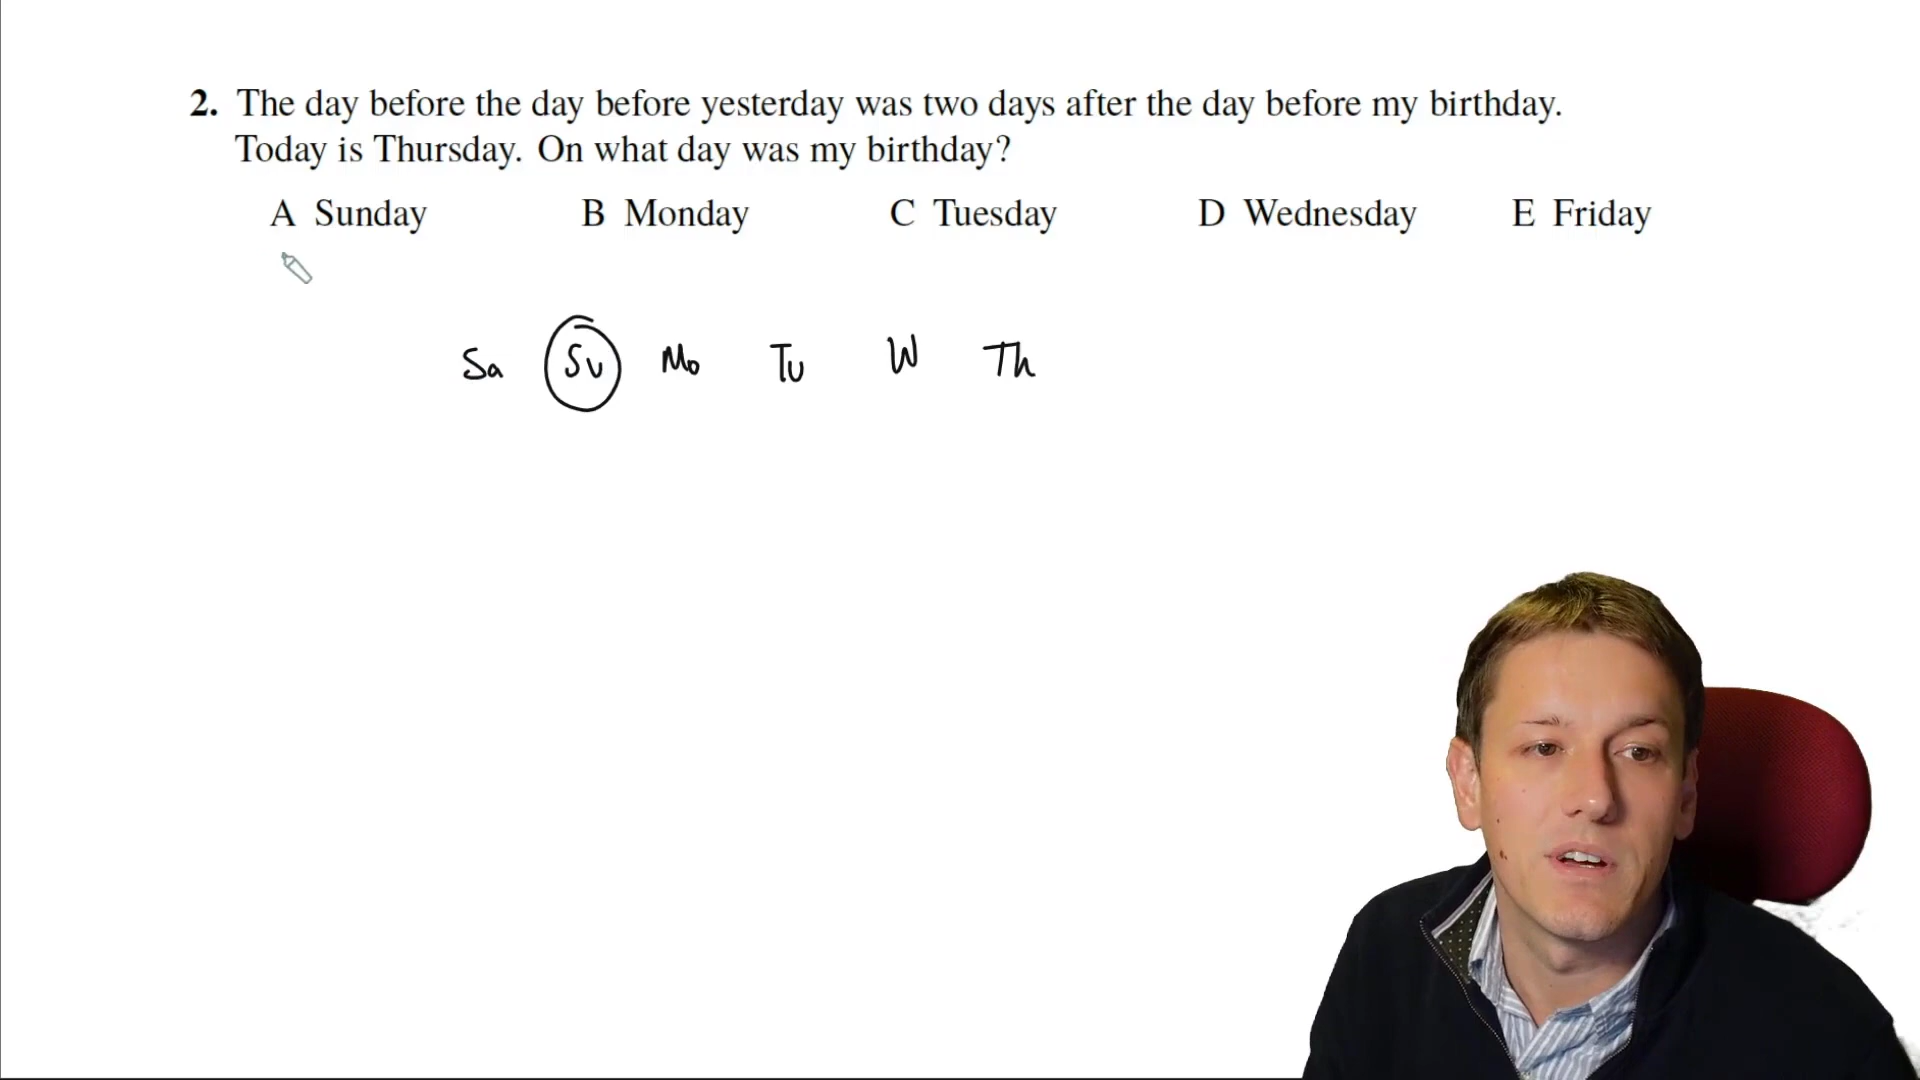 2. The day before the day before yesterday was two days after the day before my birthday.
Today is Thursday. On what day was my birthday?
A Sunday B Monday C Tuesday D Wednesday E Friday
Sa Su Mo Tu W Th